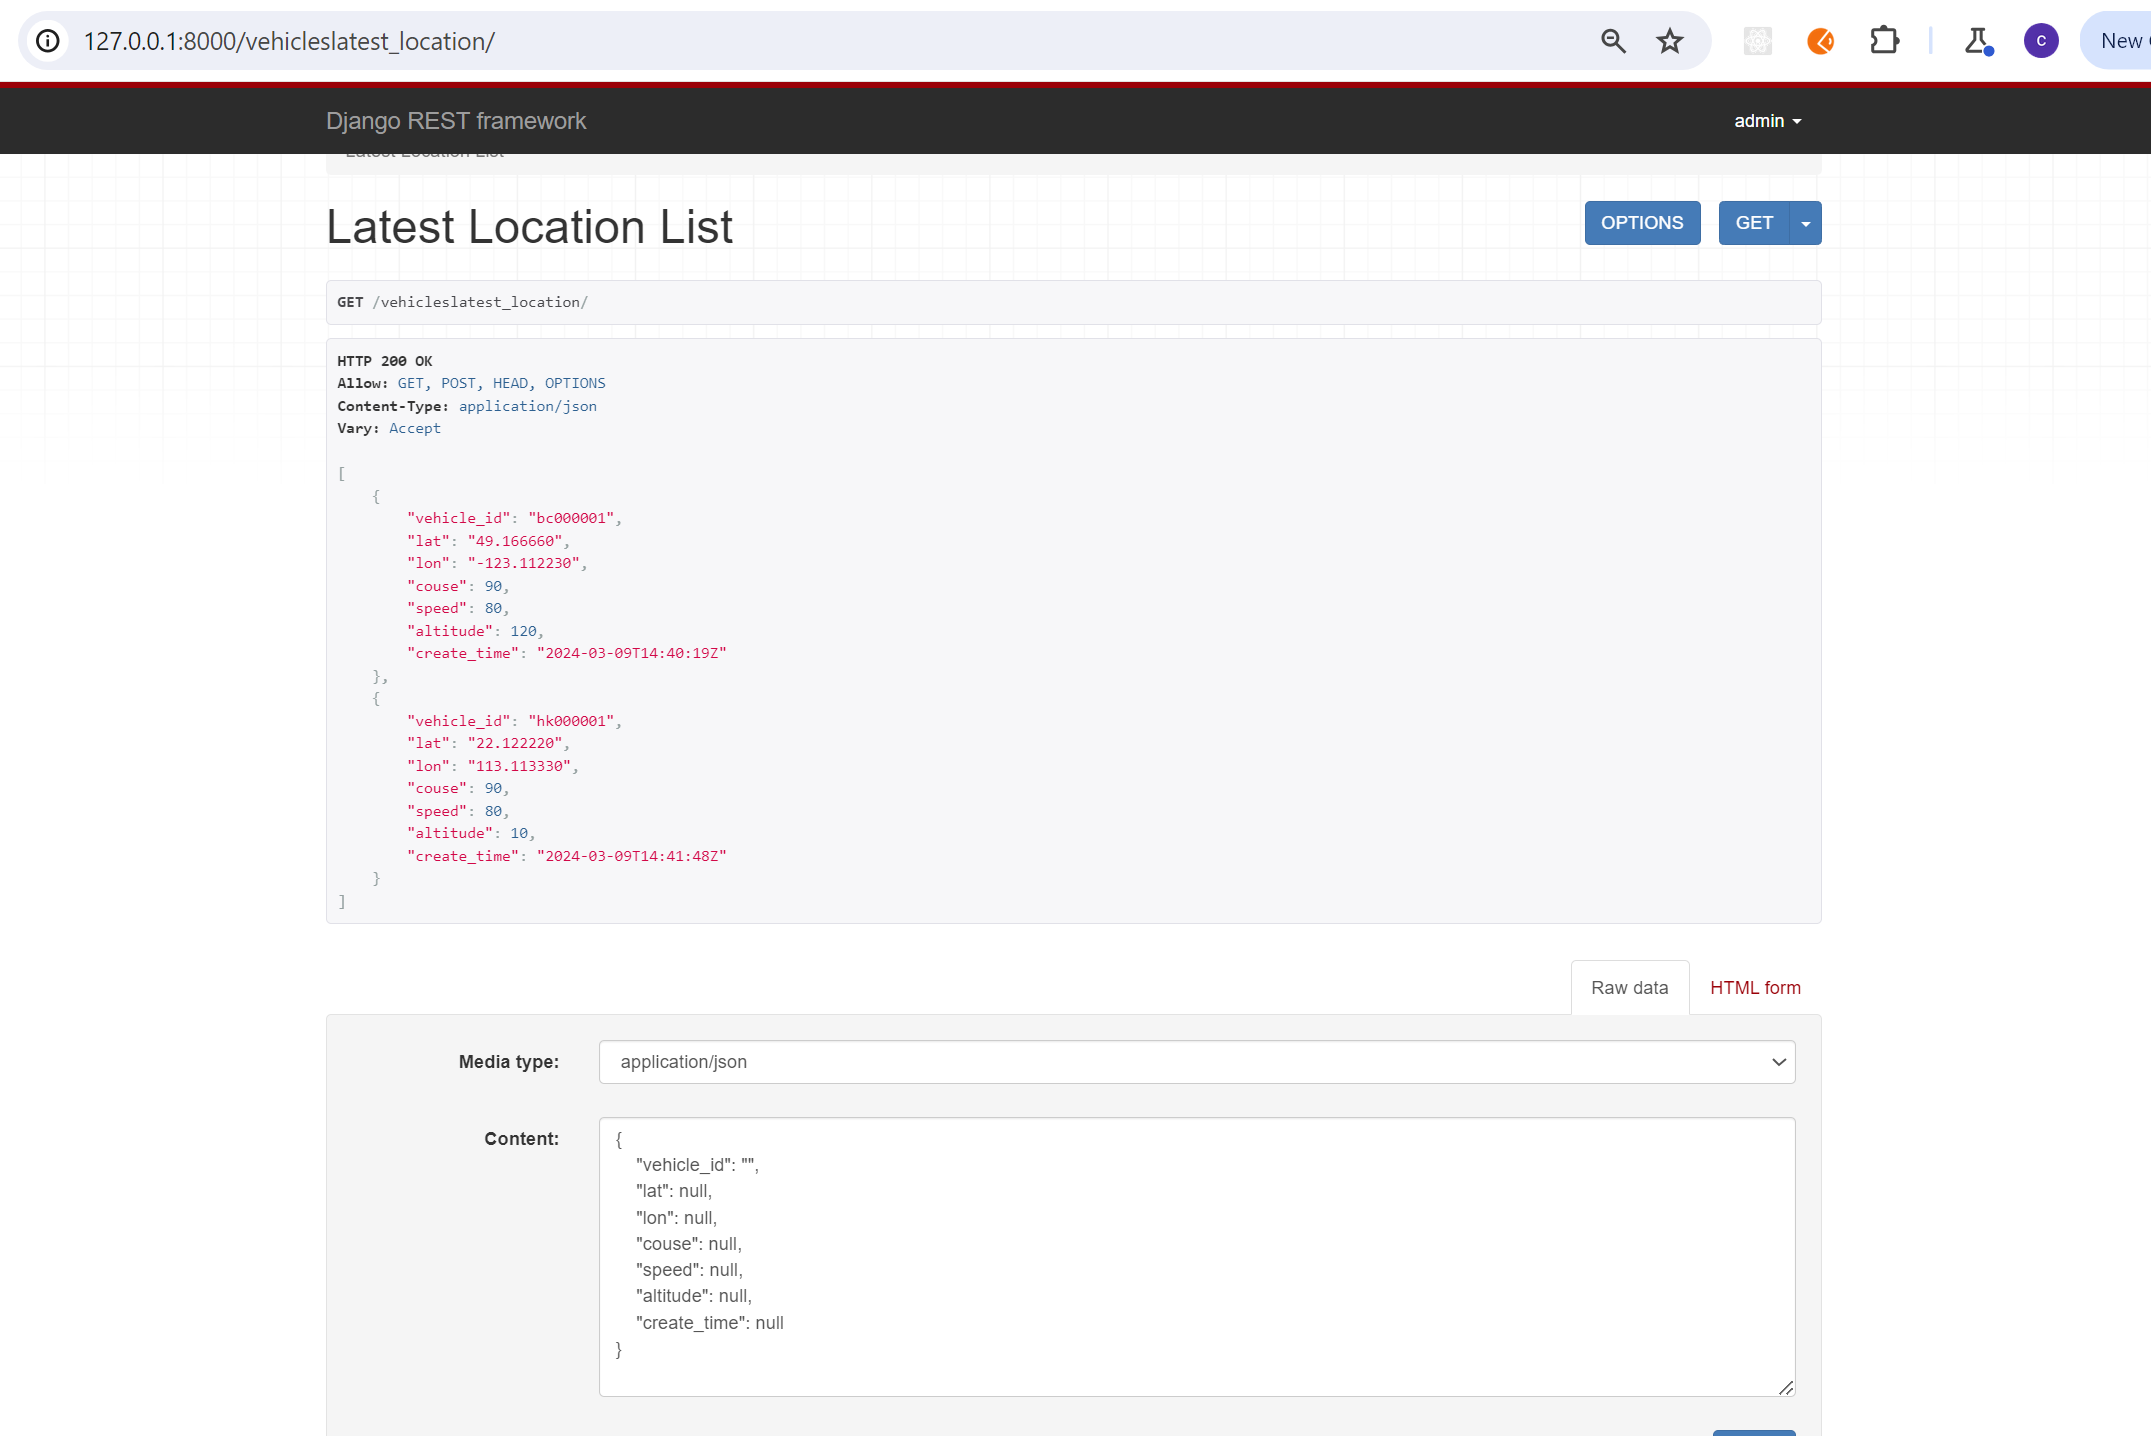 127.0.0.1:8000/vehicleslatest_location/
C
New
Django REST framework
admin
Latest Location List
Latest Location List
OPTIONS
GET
GET /vehicleslatest_location/
HTTP 200 OK
Allow: GET, POST, HEAD, OPTIONS
Content-Type: application/json
Vary: Accept
[
    {
        "vehicle_id": "bc000001",
        "lat": "49.166660",
        "lon": "-123.112230",
        "couse": 90,
        "speed": 80,
        "altitude": 120,
        "create_time": "2024-03-09T14:40:19Z"
    },
    {
        "vehicle_id": "hk000001",
        "lat": "22.122220",
        "lon": "113.113330",
        "couse": 90,
        "speed": 80,
        "altitude": 10,
        "create_time": "2024-03-09T14:41:48Z"
    }
]
Raw data
HTML form
Media type:
application/json
Content:
{
    "vehicle_id": "",
    "lat": null,
    "lon": null,
    "couse": null,
    "speed": null,
    "altitude": null,
    "create_time": null
}